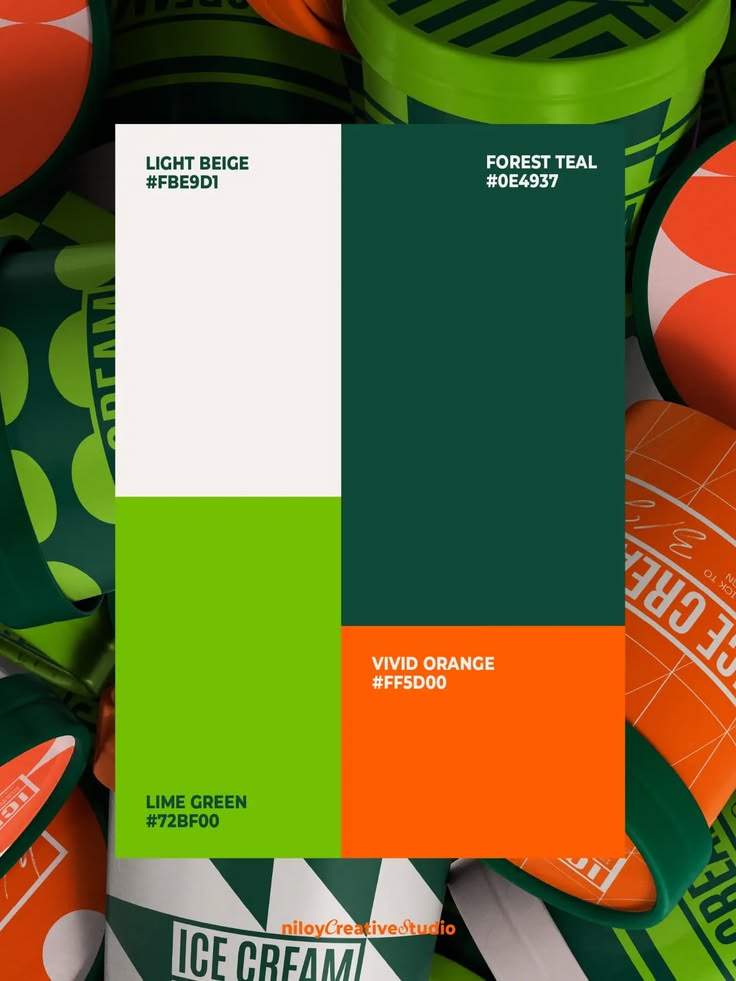 LIGHT BEIGE
#FBE9D1
FOREST TEAL
#0E4937
VIVID ORANGE
#FF5D00
LIME GREEN
#72BF00
CREAM
ICE CREA
niloyCreativeStudio
ICE CREAM